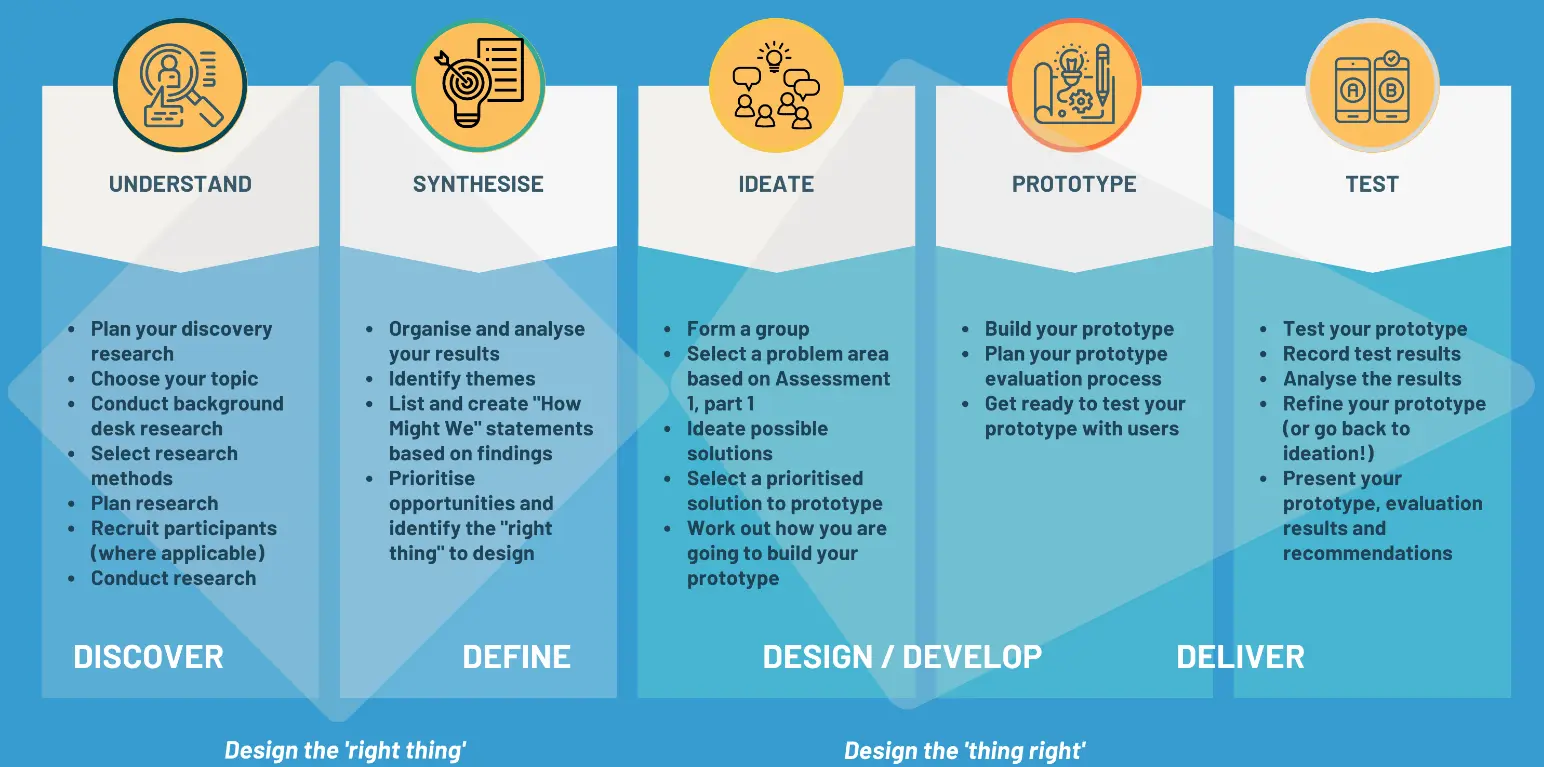 UNDERSTAND
• Plan your discovery
research
• Choose your topic
• Conduct background
desk research
• Select research
methods
• Plan research
• Recruit participants
(where applicable)
• Conduct research
SYNTHESISE
• Organise and analyse
your results
• Identify themes
• List and create "How
Might We" statements
based on findings
• Prioritise
opportunities and
identify the "right
thing" to design
IDEATE
• Form a group
• Select a problem area
based on Assessment
1, part 1
• Ideate possible
solutions
• Select a prioritised
solution to prototype
• Work out how you are
going to build your
prototype
PROTOTYPE
• Build your prototype
• Plan your prototype
evaluation process
• Get ready to test your
prototype with users
TEST
A
B
• Test your prototype
• Record test results
• Analyse the results
• Refine your prototype
(or go back to
ideation!)
• Present your
prototype, evaluation
results and
recommendations
DISCOVER
DEFINE
DESIGN / DEVELOP
DELIVER
Design the 'right thing'
Design the 'thing right'